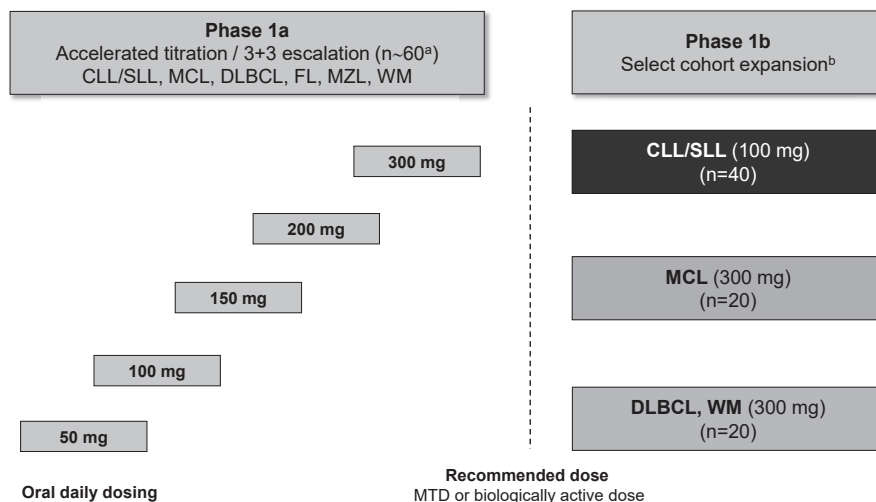 Phase 1a
Accelerated titration / 3+3 escalation (n~60ᵃ)
CLL/SLL, MCL, DLBCL, FL, MZL, WM
Phase 1b
Select cohort expansionᵇ
300 mg
200 mg
150 mg
100 mg
50 mg
CLL/SLL (100 mg)
(n=40)
MCL (300 mg)
(n=20)
DLBCL, WM (300 mg)
(n=20)
Oral daily dosing
Recommended dose
MTD or biologically active dose